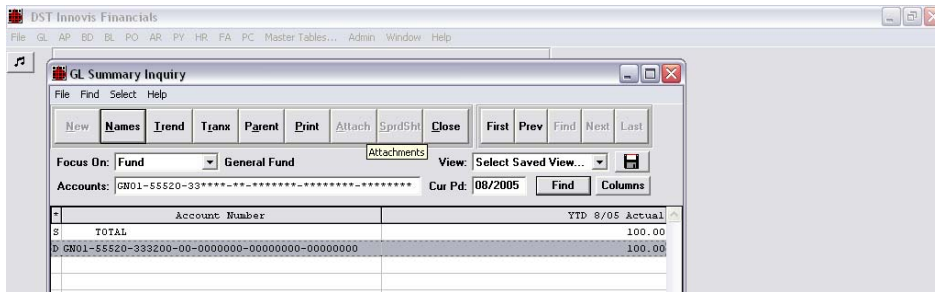 DST Innovis Financials
File GL AP BD BL PO AR PY HR FA PC Master Tables... Admin Window Help
GL Summary Inquiry
File Find Select Help
New Names Trend Tranx Parent Print Attach SprdSht Close First Prev Find Next Last
Attachments
Focus On: Fund General Fund View: Select Saved View...
Accounts: GN01-55520-33****-**-*******-********-******** Cur Pd: 08/2005 Find Columns
* Account Number YTD 8/05 Actual
S TOTAL 100.00
D GN01-55520-333200-00-0000000-00000000-00000000 100.00